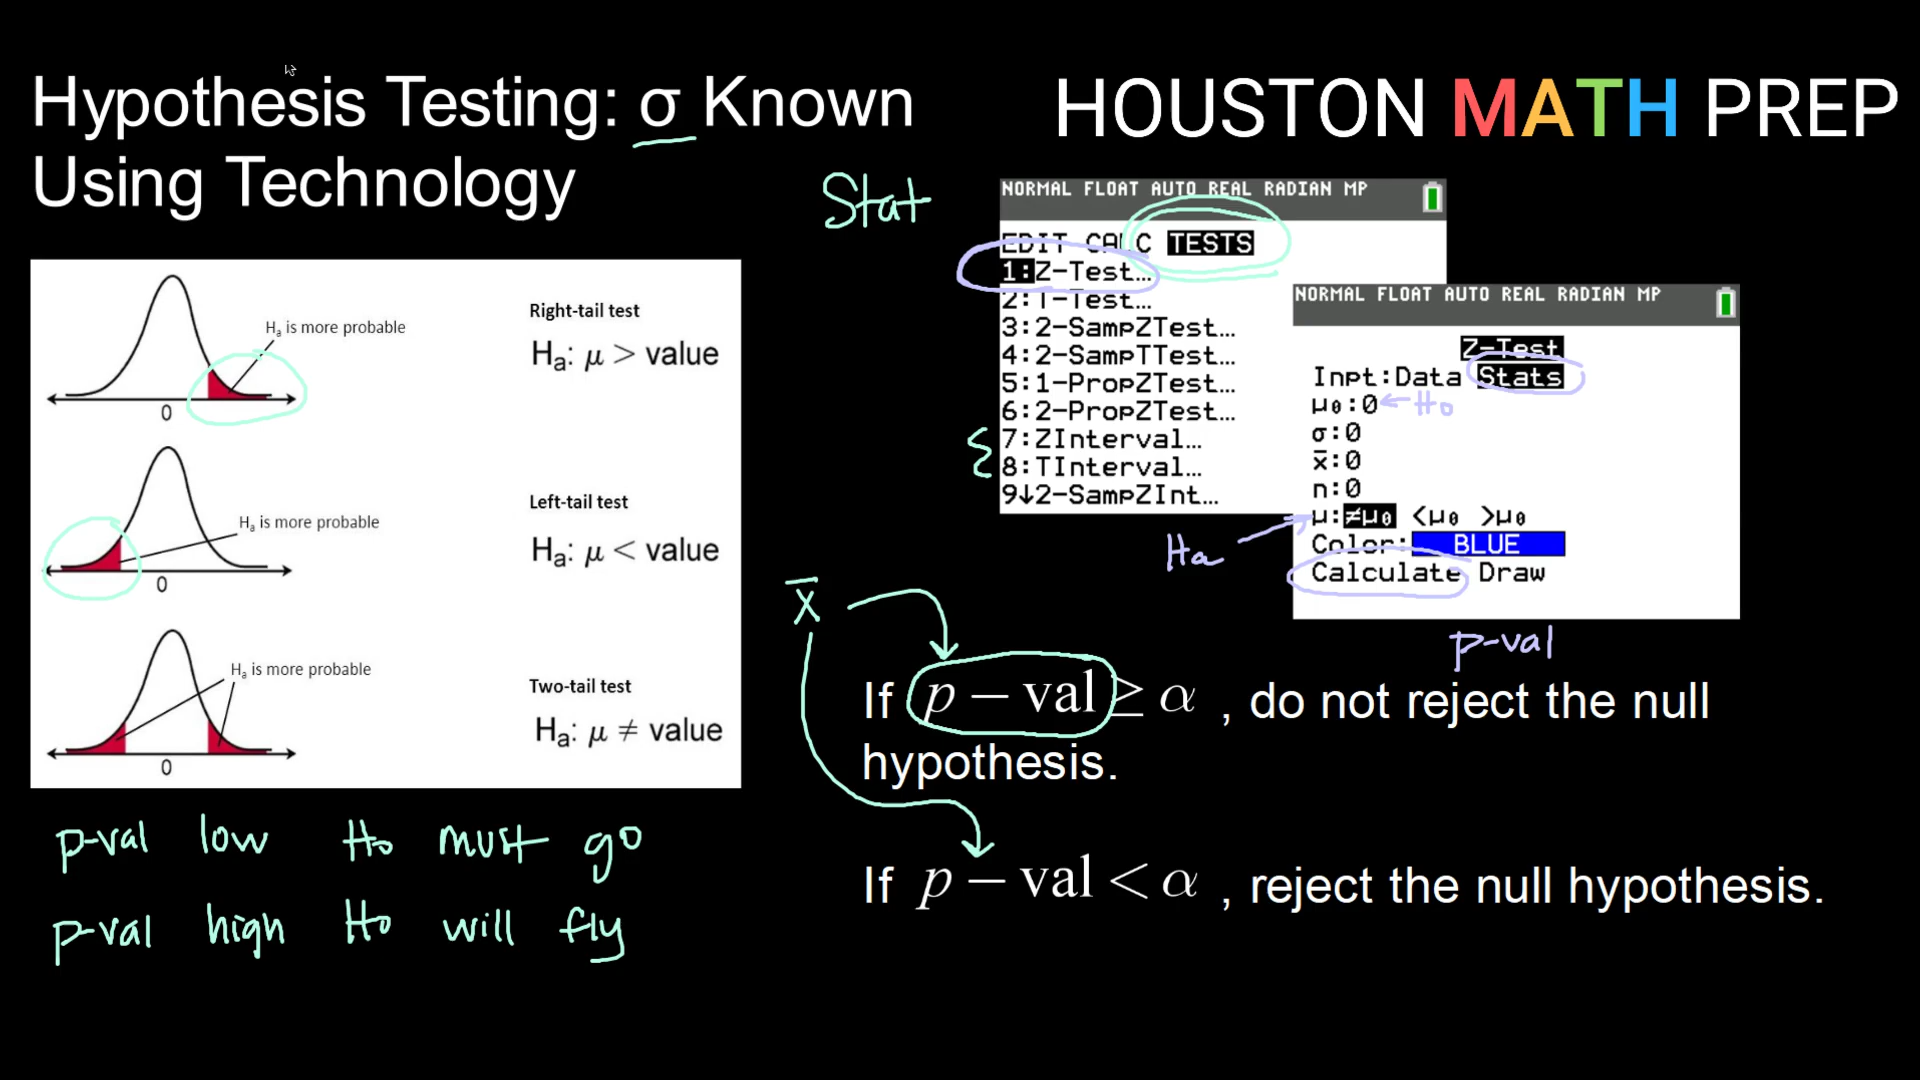 Hypothesis Testing: σ Known
Using Technology
HOUSTON MATH PREP
Stat
NORMAL FLOAT AUTO REAL RADIAN MP
EDIT CALC TESTS
1:Z-Test…
2:T-Test…
3:2-SampZTest…
4:2-SampTTest…
5:1-PropZTest…
6:2-PropZTest…
7:ZInterval…
8:TInterval…
9↓2-SampZInt…
NORMAL FLOAT AUTO REAL RADIAN MP
Z-Test
Inpt:Data Stats
μ₀:0 ← H₀
σ:0
x̄:0
n:0
μ:≠μ₀ <μ₀ >μ₀
Color: BLUE
Calculate Draw
Ha
p-val
Hₐ is more probable
0
Right-tail test
Hₐ: μ > value
Hₐ is more probable
0
Left-tail test
Hₐ: μ < value
Hₐ is more probable
0
Two-tail test
Hₐ: μ ≠ value
x̄
If p − val ≥ α , do not reject the null
hypothesis.
If p − val < α , reject the null hypothesis.
p-val low H₀ must go
p-val high H₀ will fly